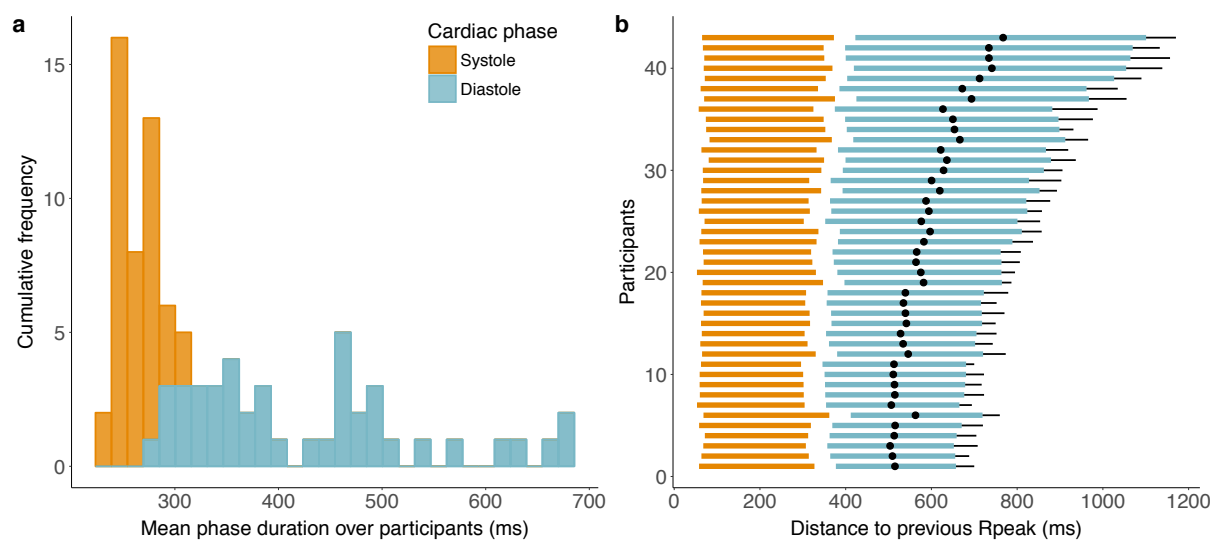 a
Cardiac phase
Systole
Diastole
15
10
5
0
Cumulative frequency
300 400 500 600 700
Mean phase duration over participants (ms)
b
40
30
20
10
0
Participants
0 200 400 600 800 1000 1200
Distance to previous Rpeak (ms)